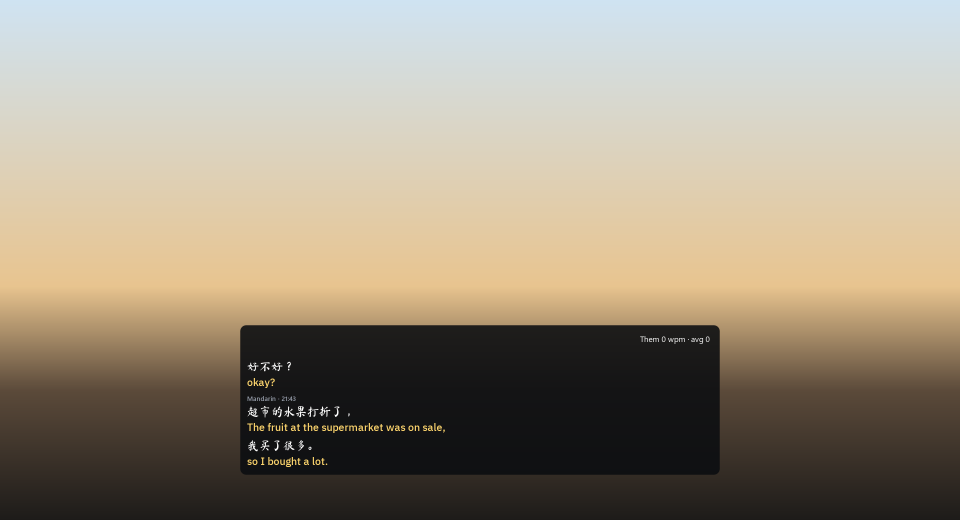 Them 0 wpm · avg 0
好不好？
okay?
Mandarin · 21:43
超市的水果打折了，
The fruit at the supermarket was on sale,
我买了很多。
so I bought a lot.